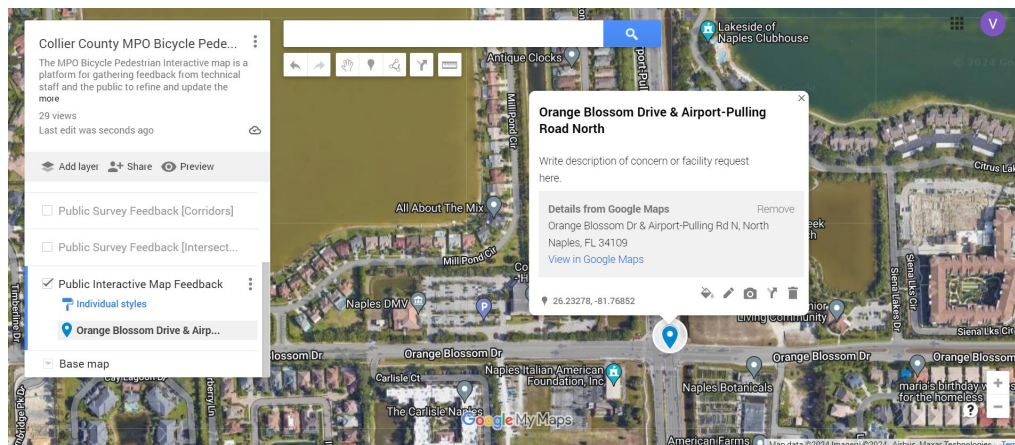 Collier County MPO Bicycle Pede...
The MPO Bicycle Pedestrian Interactive map is a
platform for gathering feedback from technical
staff and the public to refine and update the
more
29 views
Last edit was seconds ago
Add layer
Share
Preview
Public Survey Feedback [Corridors]
Public Survey Feedback [Intersect...
Public Interactive Map Feedback
Individual styles
Orange Blossom Drive & Airp...
Base map
V
Orange Blossom Drive & Airport-Pulling
Road North
Write description of concern or facility request
here.
Details from Google Maps
Remove
Orange Blossom Dr & Airport-Pulling Rd N, North
Naples, FL 34109
View in Google Maps
26.23278, -81.76852
Lakeside of
Naples Clubhouse
Antique Clocks
Mill Pond Cir
All About The Mix
Mill Pond Cir
Naples DMV
P
Citrus Lak
Siena Lakes Dr
Siena Lks Cir
Living Community
Timberline Dr
lossom Dr
Orange Blossom Dr
Orange Blossom Dr
Orange Blossom
Carlisle Ct
Naples Italian American
Foundation, Inc
Naples Botanicals
maria's birthday
for the homeless
The Carlisle Naples
Google My Maps
American Farms
+
−
?
Map data ©2024 Imagery ©2024 , Airbus, Maxar Technologies